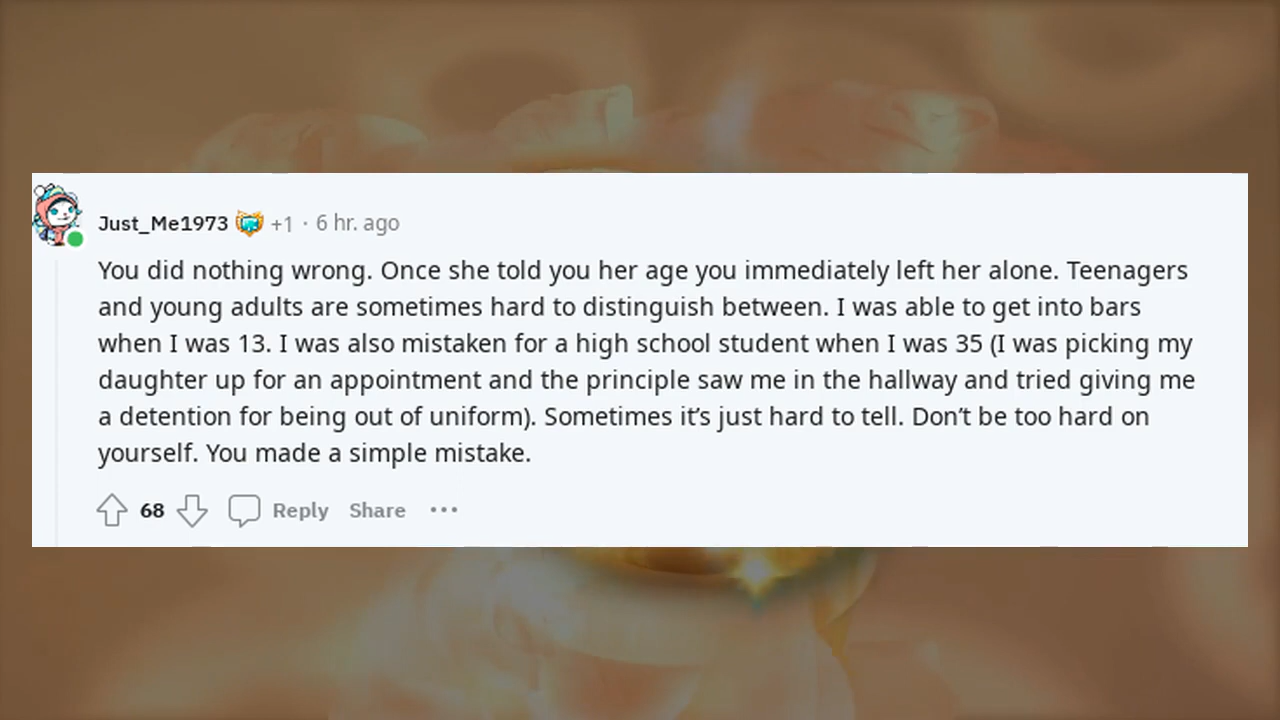 Just_Me1973 +1 · 6 hr. ago
You did nothing wrong. Once she told you her age you immediately left her alone. Teenagers
and young adults are sometimes hard to distinguish between. I was able to get into bars
when I was 13. I was also mistaken for a high school student when I was 35 (I was picking my
daughter up for an appointment and the principle saw me in the hallway and tried giving me
a detention for being out of uniform). Sometimes it’s just hard to tell. Don’t be too hard on
yourself. You made a simple mistake.
68 Reply Share •••